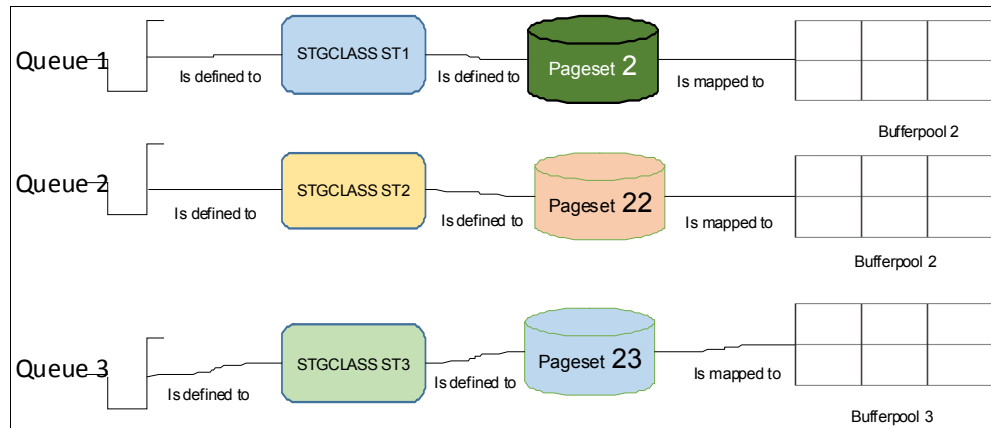 Queue 1
STGCLASS ST1
Pageset 2
Is defined to
Is defined to
Is mapped to
Bufferpool 2
Queue 2
STGCLASS ST2
Pageset 22
Is defined to
Is defined to
Is mapped to
Bufferpool 2
Queue 3
STGCLASS ST3
Pageset 23
Is defined to
Is defined to
Is mapped to
Bufferpool 3